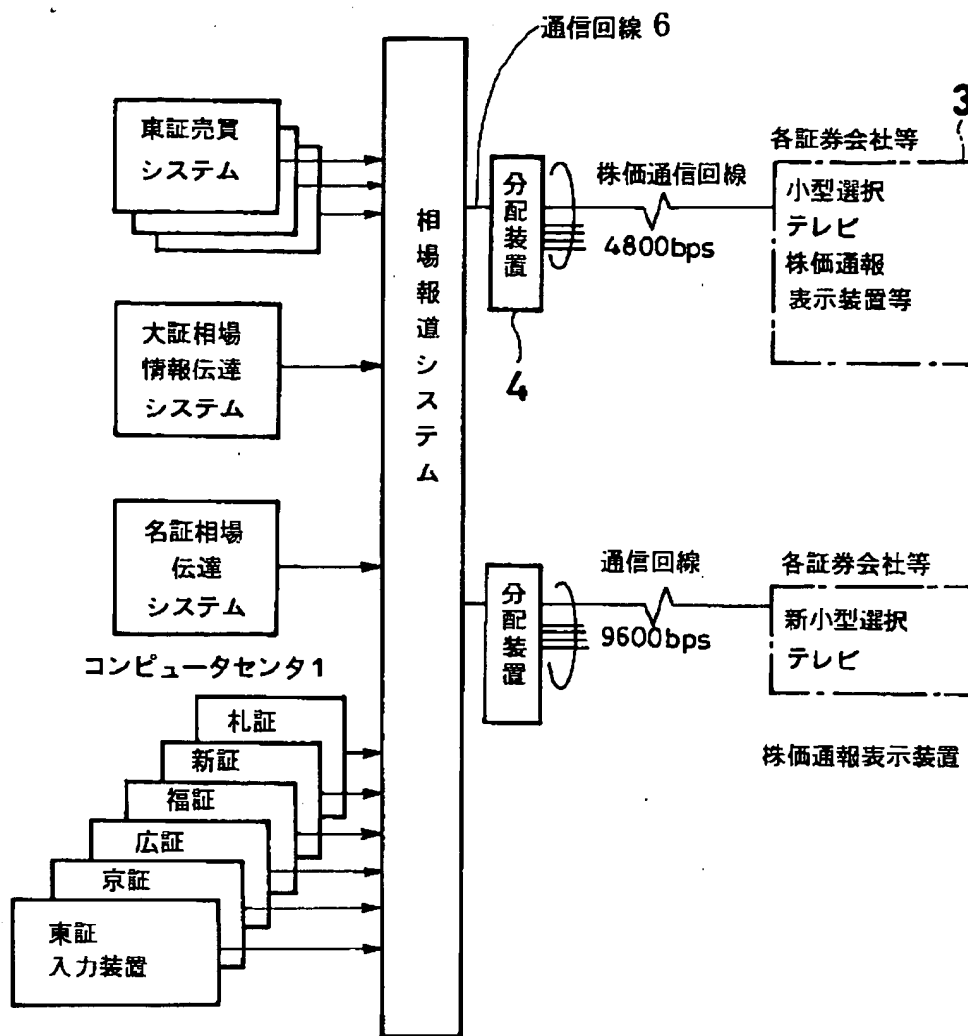 通信回線 6
東証売買
システム
大証相場
情報伝達
システム
名証相場
伝達
システム
コンピュータセンタ1
札証
新証
福証
広証
京証
東証
入力装置
相場報道システム
分配装置
4
株価通信回線
4800bps
3
各証券会社等
小型選択
テレビ
株価通報
表示装置等
分配装置
通信回線
9600bps
各証券会社等
新小型選択
テレビ
株価通報表示装置